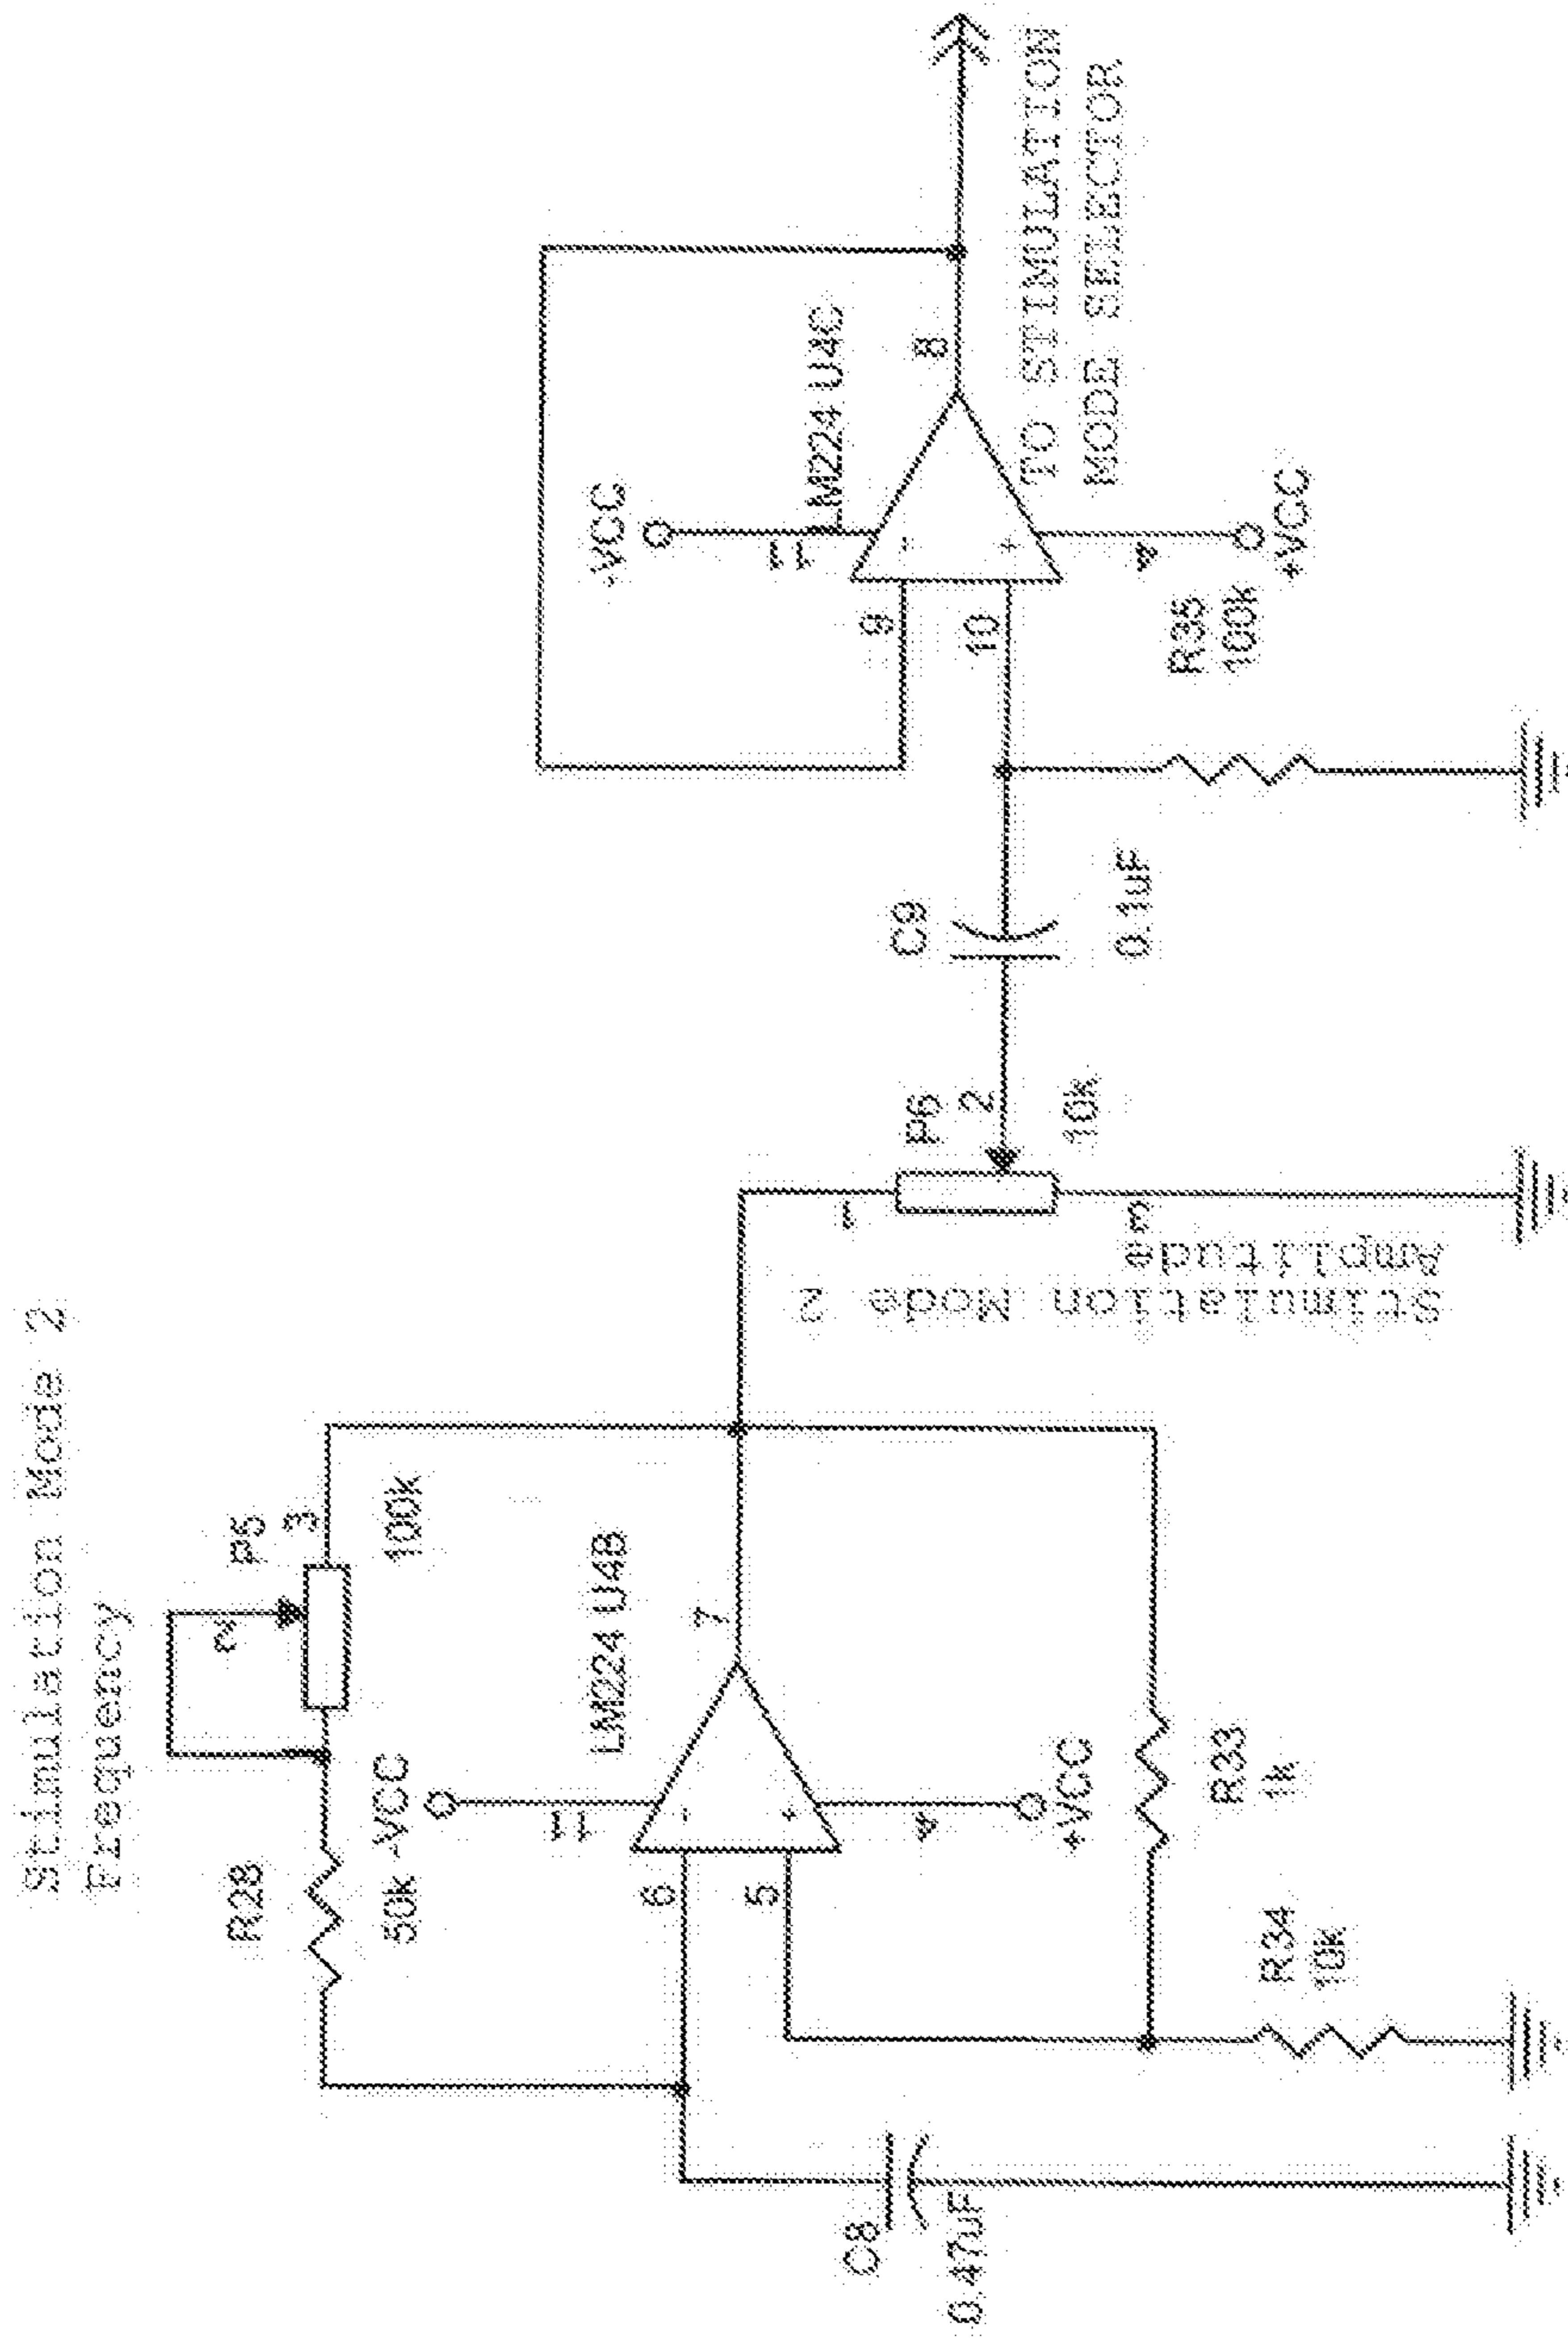 Stimulation Mode 2
Frequency
P5
3
2
100k
R28
50k
-VCC
11
LM224 U4B
7
6
5
4
+VCC
R33
1k
R34
10k
C8
0.47uF
Stimulation Mode 2
Amplitude
1
3
P6
2
10k
C9
0.1uF
-VCC
11
LM224 U4C
8
9
10
4
+VCC
R35
100k
TO STIMULATION
MODE SELECTOR